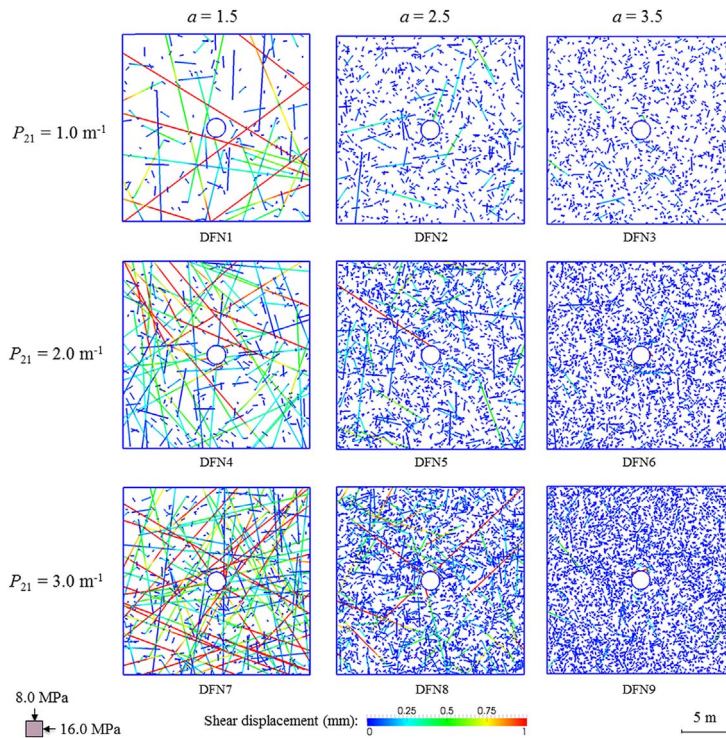 a = 1.5 a = 2.5 a = 3.5
P21 = 1.0 m-1
DFN1 DFN2 DFN3
P21 = 2.0 m-1
DFN4 DFN5 DFN6
P21 = 3.0 m-1
DFN7 DFN8 DFN9
8.0 MPa
16.0 MPa
Shear displacement (mm):
0.25 0.5 0.75
0 1
5 m